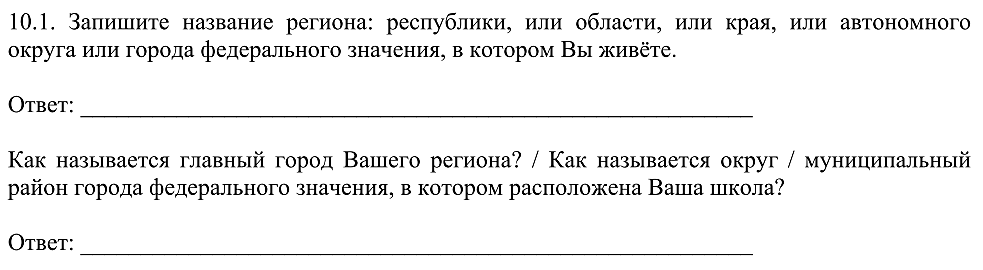 10.1. Запишите название региона: республики, или области, или края, или автономного
округа или города федерального значения, в котором Вы живёте.
Ответ: ________________________________________________________
Как называется главный город Вашего региона? / Как называется округ / муниципальный
район города федерального значения, в котором расположена Ваша школа?
Ответ: ________________________________________________________